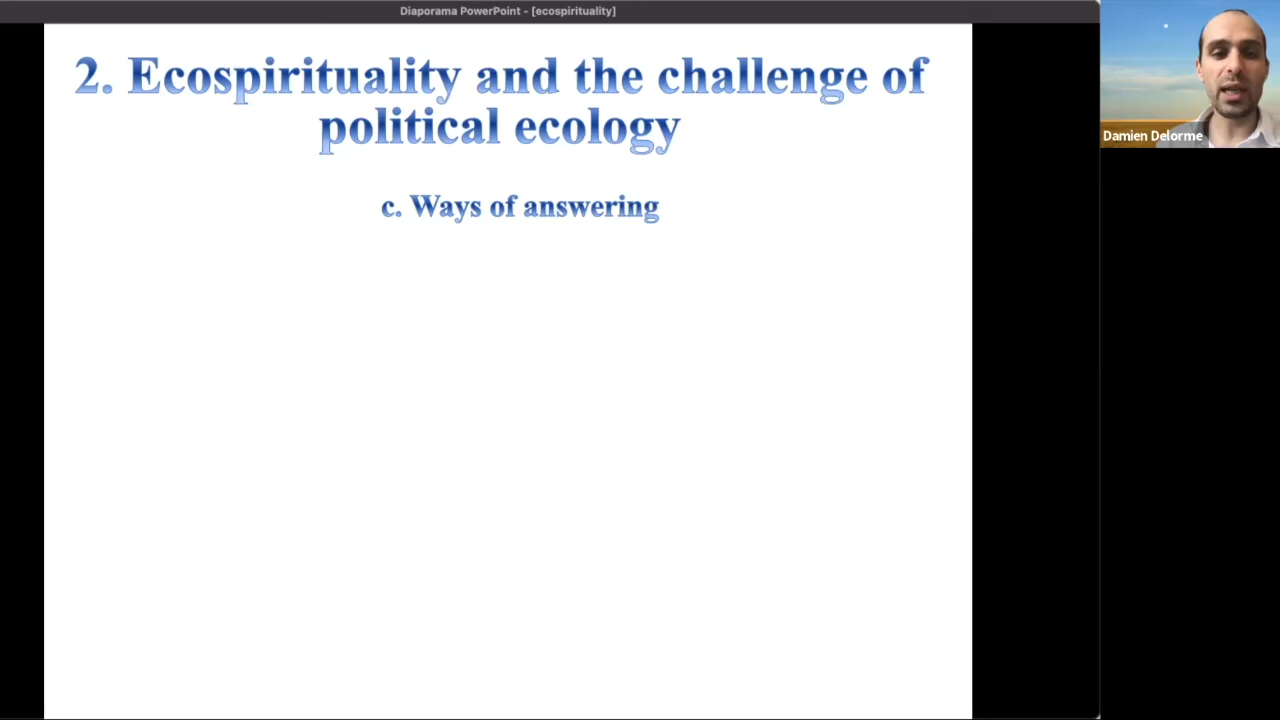 Diaporama PowerPoint - [ecospirituality]
2. Ecospirituality and the challenge of
political ecology
c. Ways of answering
Damien Delorme